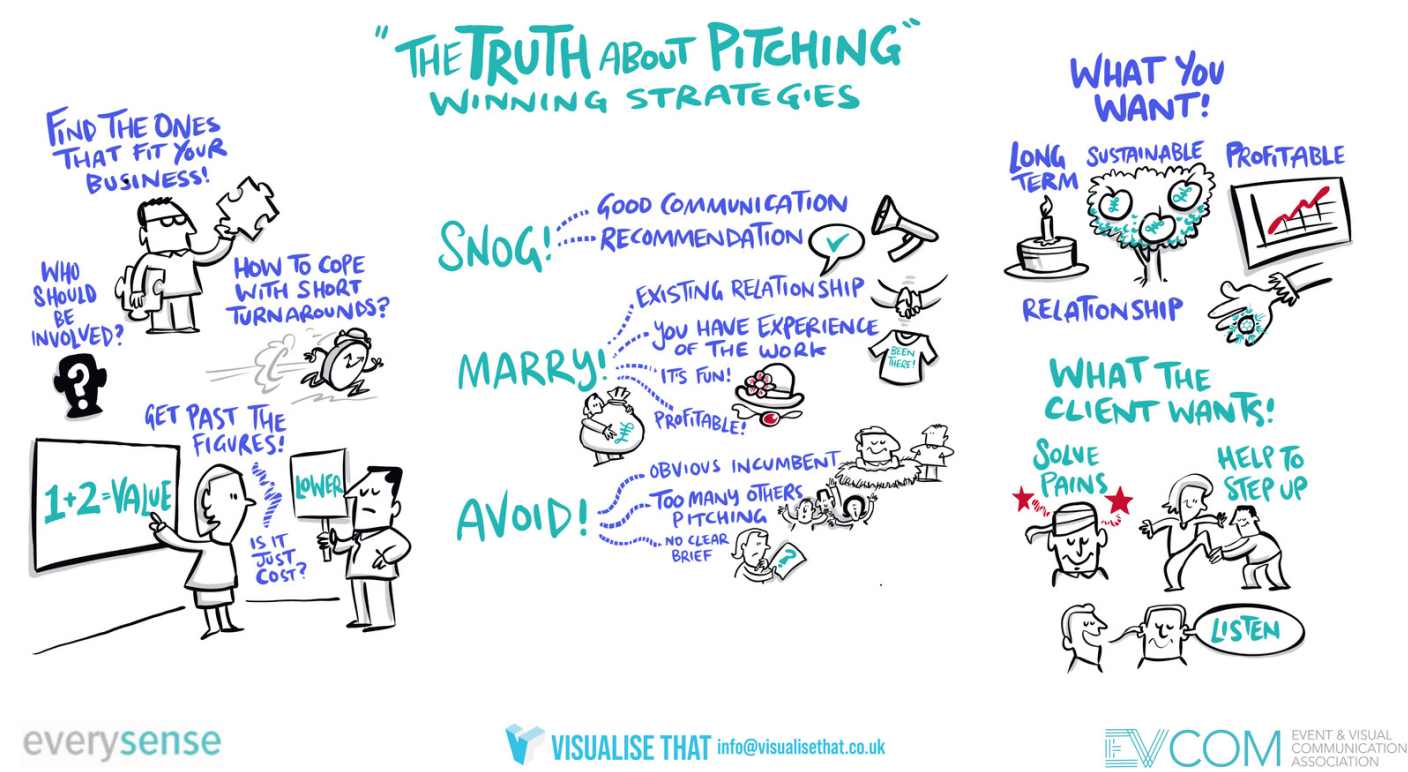 "THE TRUTH ABOUT PITCHING"
WINNING STRATEGIES
FIND THE ONES
THAT FIT YOUR
BUSINESS!
WHO
SHOULD
BE
INVOLVED?
?
HOW TO COPE
WITH SHORT
TURNAROUNDS?
GET PAST THE
FIGURES!
1+2=VALUE
LOWER
IS IT
JUST
COST?
SNOG!
GOOD COMMUNICATION
RECOMMENDATION
MARRY!
EXISTING RELATIONSHIP
YOU HAVE EXPERIENCE
OF THE WORK
BEEN
THERE!
IT'S FUN!
PROFITABLE!
£
AVOID!
OBVIOUS INCUMBENT
TOO MANY OTHERS
PITCHING
NO CLEAR
BRIEF
?
WHAT YOU
WANT!
LONG
TERM
SUSTAINABLE
£
£
£
PROFITABLE
RELATIONSHIP
WHAT THE
CLIENT WANTS!
SOLVE
PAINS
HELP TO
STEP UP
LISTEN
everysense
VISUALISE THAT info@visualisethat.co.uk
EVCOM
EVENT & VISUAL
COMMUNICATION
ASSOCIATION